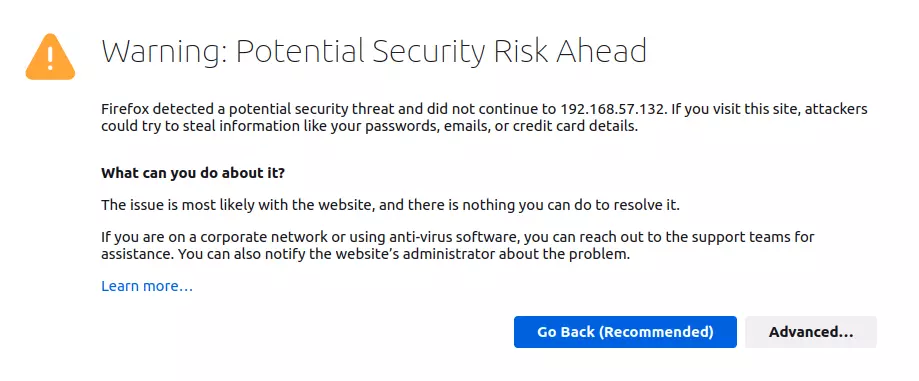 Warning: Potential Security Risk Ahead
Firefox detected a potential security threat and did not continue to 192.168.57.132. If you visit this site, attackers
could try to steal information like your passwords, emails, or credit card details.
What can you do about it?
The issue is most likely with the website, and there is nothing you can do to resolve it.
If you are on a corporate network or using anti-virus software, you can reach out to the support teams for
assistance. You can also notify the website’s administrator about the problem.
Learn more…
Go Back (Recommended)
Advanced…